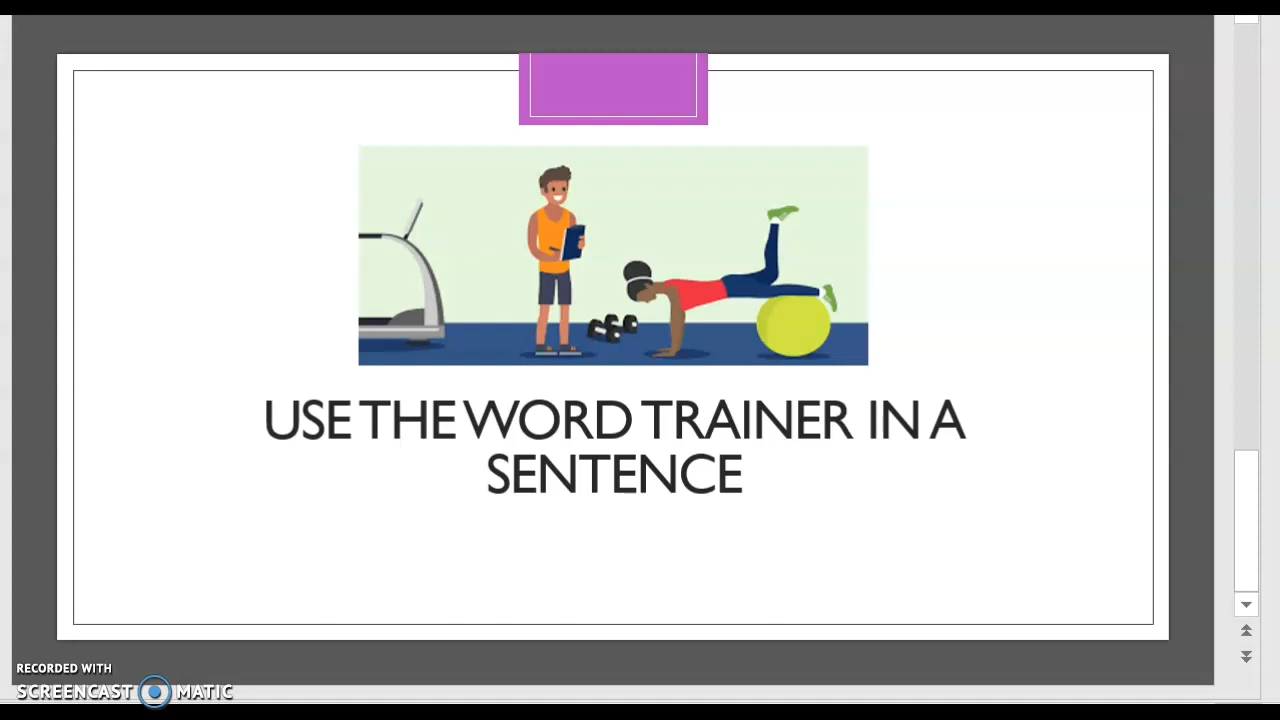 USE THE WORD TRAINER IN A
SENTENCE
RECORDED WITH
SCREENCAST MATIC